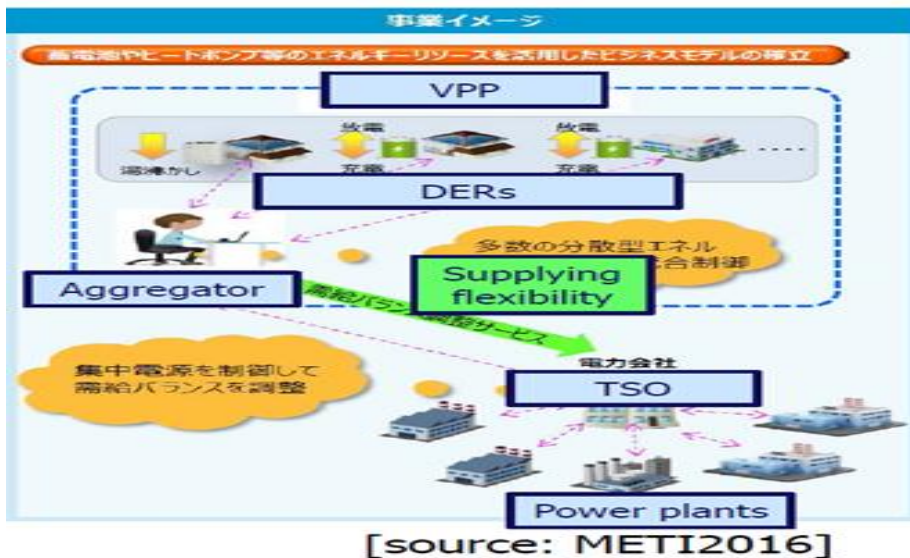 事業イメージ
蓄電池やヒートポンプ等のエネルギーリソースを活用したビジネスモデルの確立
VPP
湯沸かし
放電
充電
放電
充電
.....
DERs
多数の分散型エネル
合制御
Aggregator
Supplying
flexibility
需給バランス調整サービス
集中電源を制御して
需給バランスを調整
電力会社
TSO
Power plants
[source: METI2016]